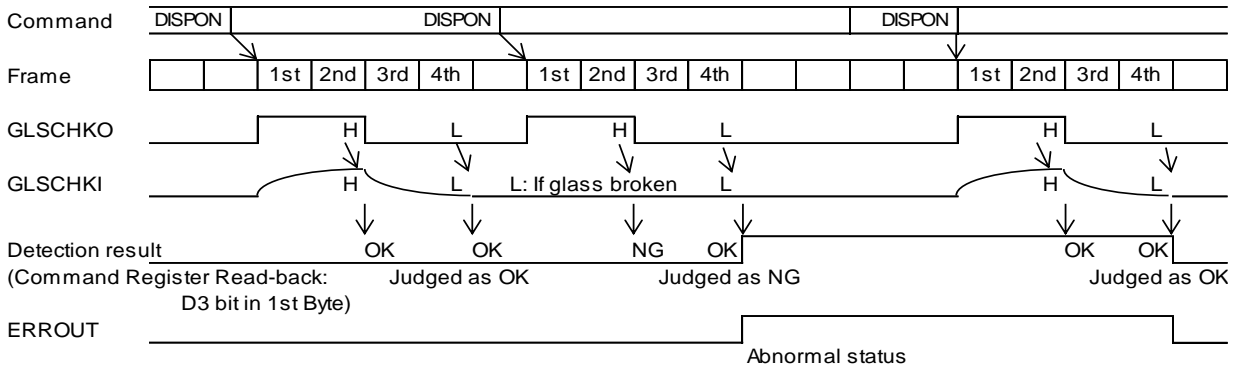 Command DISPON DISPON DISPON
Frame 1st 2nd 3rd 4th 1st 2nd 3rd 4th 1st 2nd 3rd 4th
GLSCHKO H L H L H L
GLSCHKI H L L: If glass broken L H L
Detection result OK OK NG OK OK OK
(Command Register Read-back: Judged as OK Judged as NG Judged as OK
D3 bit in 1st Byte)
ERROUT
Abnormal status